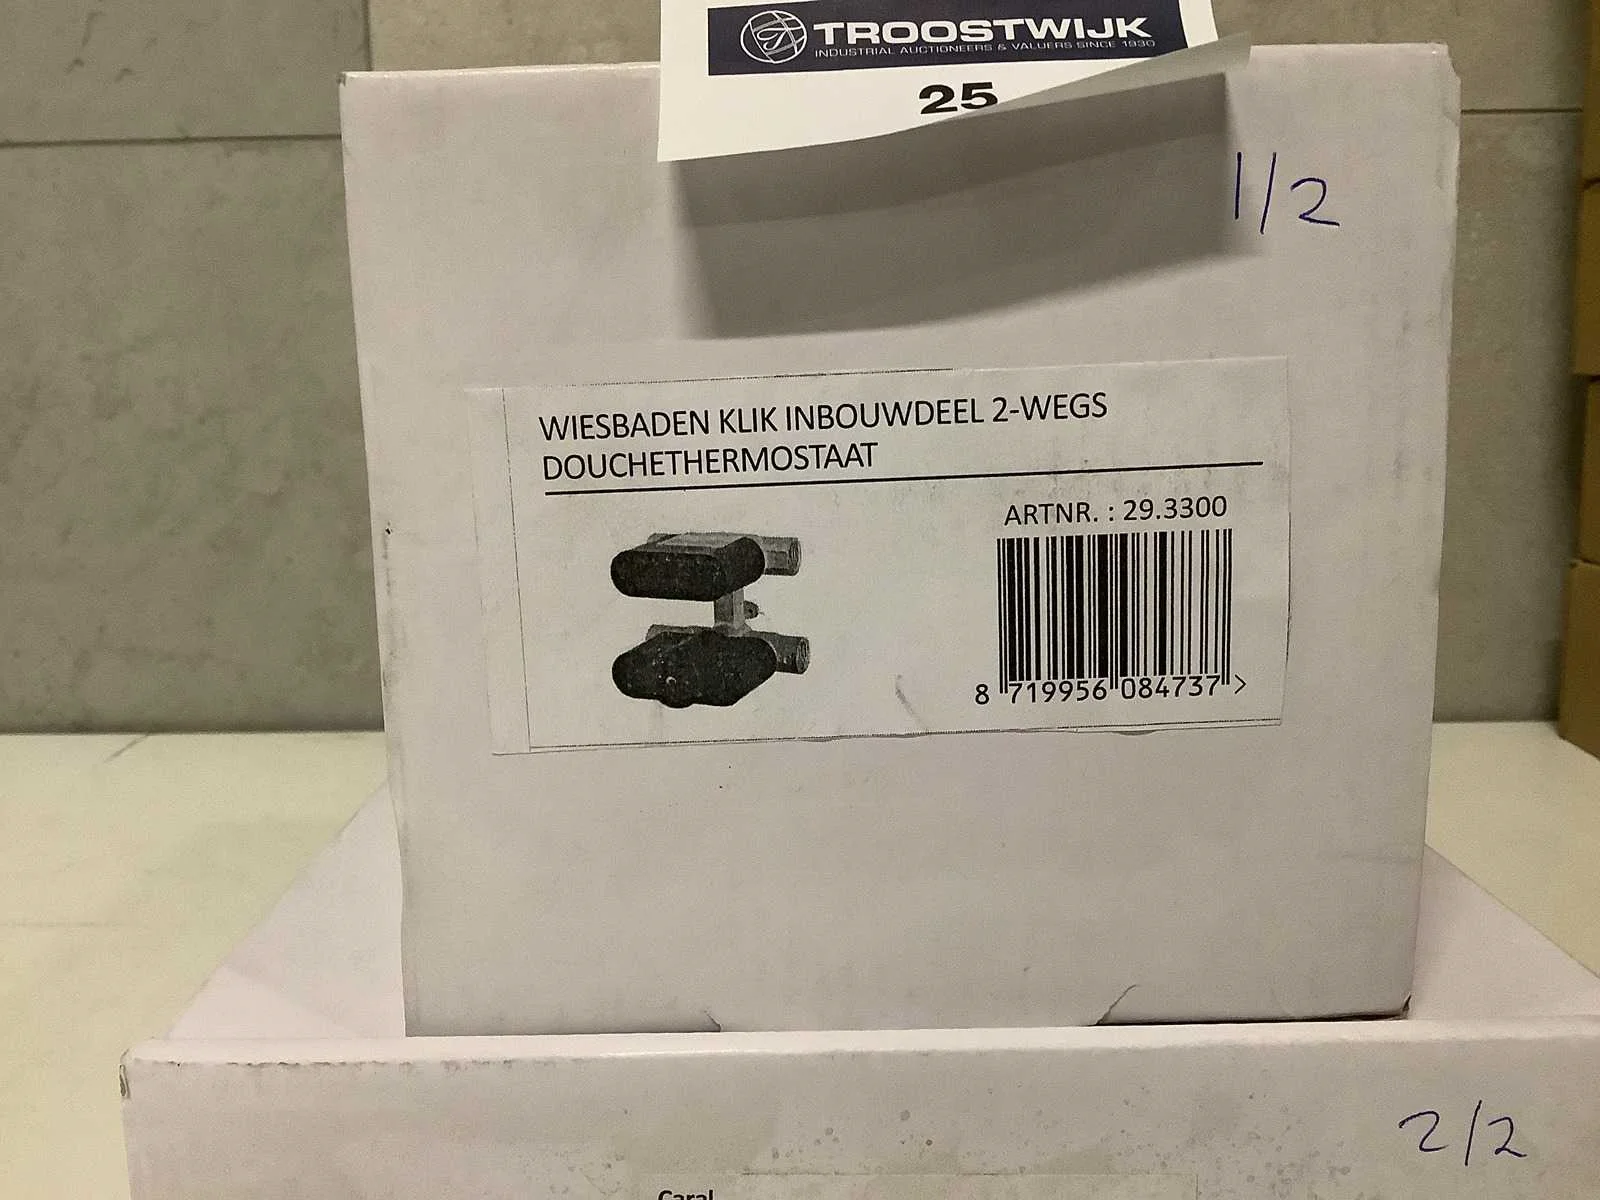 TROOSTWIJK
INDUSTRIAL AUCTIONEERS & VALUERS SINCE 1930
25
1/2
WIESBADEN KLIK INBOUWDEEL 2-WEGS
DOUCHETHERMOSTAAT
ARTNR. : 29.3300
8 719956 084737 >
2/2
Caral